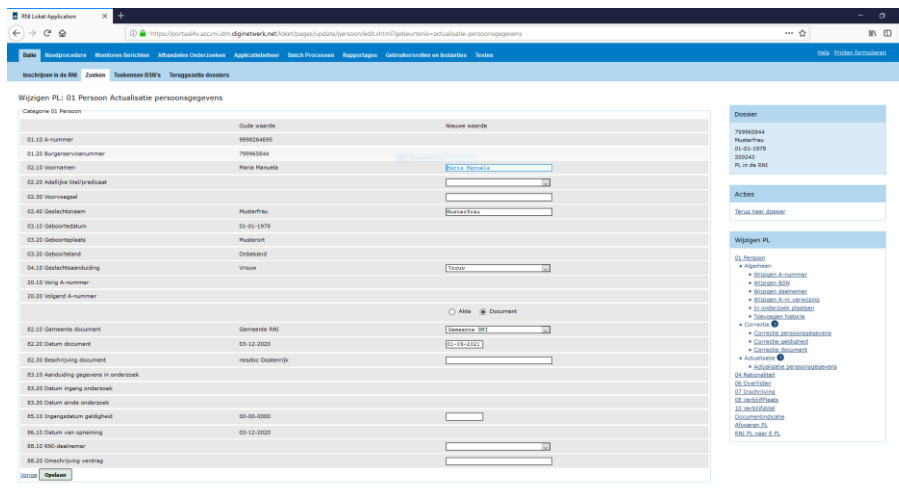 RNI Loket Application
https://portaal4v.acc.rni.idm.diginetwerk.net/loket/pages/update/persoon/edit.xhtml?gebeurtenis=actualisatie-persoonsgegevens
Balie Noodprocedure Monitoren Berichten Afhandelen Onderzoeken Applicatiebeheer Batch Processen Rapportages Gebruikersrollen en Instanties Testen
Help Printen formulieren
Inschrijven in de RNI Zoeken Toekennen BSN's Teruggezette dossiers
Wijzigen PL: 01 Persoon Actualisatie persoonsgegevens
Categorie 01 Persoon
Oude waarde Nieuwe waarde
01.10 A-nummer 9898264695
01.20 Burgerservicenummer 799965844
02.10 Voornamen Maria Manuela Maria Manuela
02.20 Adellijke titel/predicaat
02.30 Voorvoegsel
02.40 Geslachtsnaam Musterfrau Musterfrau
03.10 Geboortedatum 01-01-1978
03.20 Geboorteplaats Musterort
03.30 Geboorteland Onbekend
04.10 Geslachtsaanduiding Vrouw Vrouw
20.10 Vorig A-nummer
20.20 Volgend A-nummer
Akte Document
82.10 Gemeente document Gemeente RNI Gemeente RNI
82.20 Datum document 03-12-2020 01-09-2021
82.30 Beschrijving document reisdoc Oostenrijk
83.10 Aanduiding gegevens in onderzoek
83.20 Datum ingang onderzoek
83.30 Datum einde onderzoek
85.10 Ingangsdatum geldigheid 00-00-0000
86.10 Datum van opneming 03-12-2020
88.10 RNI-deelnemer
88.20 Omschrijving verdrag
Vorige Opslaan
Dossier
799965844
Musterfrau
01-01-1978
200243
PL in de RNI
Acties
Terug naar dossier
Wijzigen PL
01 Persoon
Algemeen
Wijzigen A-nummer
Wijzigen BSN
Wijzigen deelnemer
Wijzigen A-nr verwijzing
In onderzoek plaatsen
Toevoegen historie
Correctie
Correctie persoonsgegevens
Correctie geldigheid
Correctie document
Actualisatie
Actualisatie persoonsgegevens
04 Nationaliteit
06 Overlijden
07 Inschrijving
08 Verblijfplaats
10 Verblijfstitel
Documentindicatie
Afvoeren PL
RNI PL naar E PL